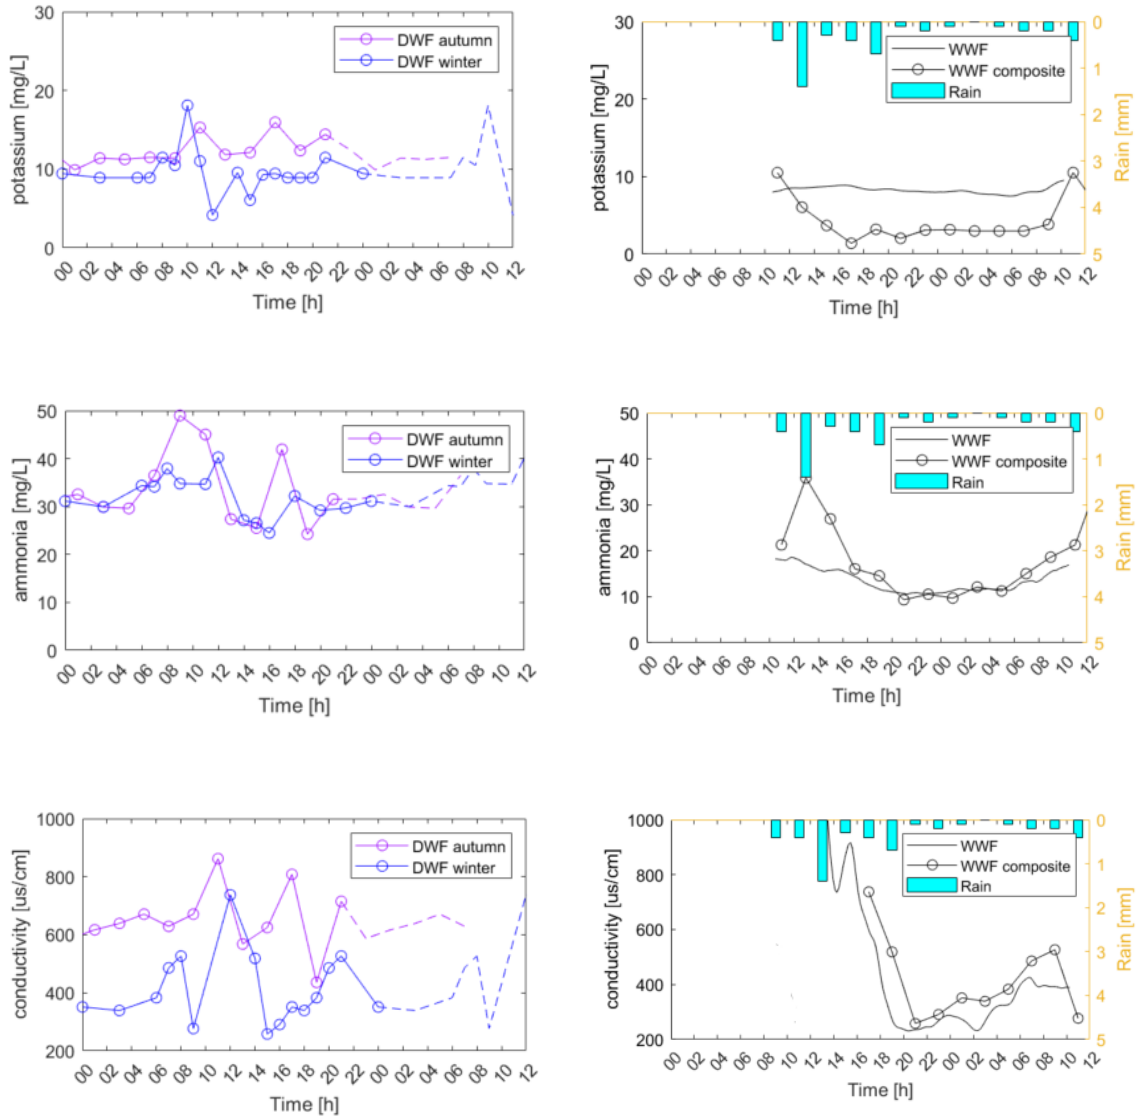 potassium [mg/L]
30
20
10
0
DWF autumn
DWF winter
00 02 04 06 08 10 12 14 16 18 20 22 00 02 04 06 08 10 12
Time [h]
potassium [mg/L]
30
20
10
0
WWF
WWF composite
Rain
0
1
2
3
4
5
Rain [mm]
00 02 04 06 08 10 12 14 16 18 20 22 00 02 04 06 08 10 12
Time [h]
ammonia [mg/L]
50
40
30
20
10
0
DWF autumn
DWF winter
00 02 04 06 08 10 12 14 16 18 20 22 00 02 04 06 08 10 12
Time [h]
ammonia [mg/L]
50
40
30
20
10
0
WWF
WWF composite
Rain
0
1
2
3
4
5
Rain [mm]
00 02 04 06 08 10 12 14 16 18 20 22 00 02 04 06 08 10 12
Time [h]
conductivity [us/cm]
1000
800
600
400
200
DWF autumn
DWF winter
00 02 04 06 08 10 12 14 16 18 20 22 00 02 04 06 08 10 12
Time [h]
conductivity [us/cm]
1000
800
600
400
200
WWF
WWF composite
Rain
0
1
2
3
4
5
Rain [mm]
00 02 04 06 08 10 12 14 16 18 20 22 00 02 04 06 08 10 12
Time [h]